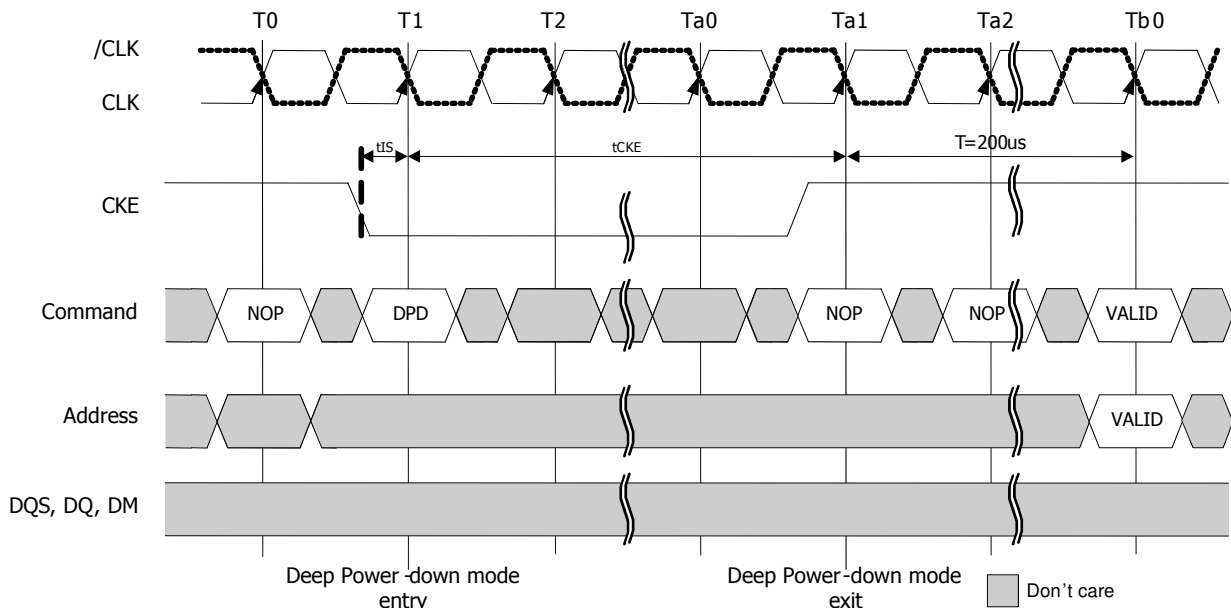 T0 T1 T2 Ta0 Ta1 Ta2 Tb0
/CLK
CLK
tIS tCKE T=200us
CKE
Command NOP DPD NOP NOP VALID
Address VALID
DQS, DQ, DM
Deep Power-down mode entry
Deep Power-down mode exit
Don't care